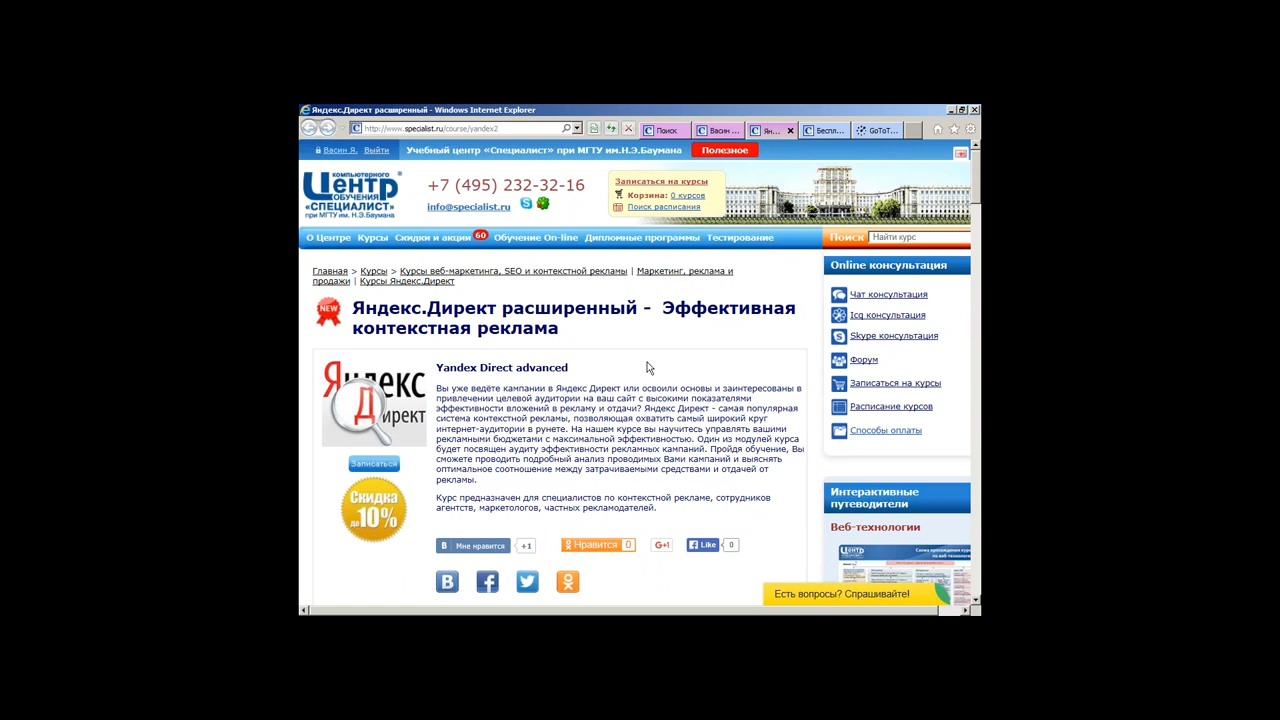 Яндекс.Директ расширенный - Windows Internet Explorer
http://www.specialist.ru/course/yandex2
Поиск
Васин ...
Ян...
Беспл...
GoToT...
Васин Я. Выйти
Учебный центр «Специалист» при МГТУ им.Н.Э.Баумана
Полезное
компьютерного
Центр
обучения
«СПЕЦИАЛИСТ»
при МГТУ им. Н.Э.Баумана
+7 (495) 232-32-16
info@specialist.ru
Записаться на курсы
Корзина: 0 курсов
Поиск расписания
О Центре Курсы Скидки и акции 60 Обучение On-line Дипломные программы Тестирование
Поиск Найти курс
Главная > Курсы > Курсы веб-маркетинга, SEO и контекстной рекламы | Маркетинг, реклама и
продажи | Курсы Яндекс.Директ
NEW
Яндекс.Директ расширенный - Эффективная
контекстная реклама
Яндекс
Директ
Записаться
Скидка
до 10%
Yandex Direct advanced
Вы уже ведёте кампании в Яндекс Директ или освоили основы и заинтересованы в
привлечении целевой аудитории на ваш сайт с высокими показателями
эффективности вложений в рекламу и отдачи? Яндекс Директ - самая популярная
система контекстной рекламы, позволяющая охватить самый широкий круг
интернет-аудитории в рунете. На нашем курсе вы научитесь управлять вашими
рекламными бюджетами с максимальной эффективностью. Один из модулей курса
будет посвящен аудиту эффективности рекламных кампаний. Пройдя обучение, Вы
сможете проводить подробный анализ проводимых Вами кампаний и выяснять
оптимальное соотношение между затрачиваемыми средствами и отдачей от
рекламы.
Курс предназначен для специалистов по контекстной рекламе, сотрудников
агентств, маркетологов, частных рекламодателей.
Мне нравится +1
Нравится 0
G+1
Like 0
Online консультация
Чат консультация
Icq консультация
Skype консультация
Форум
Записаться на курсы
Расписание курсов
Способы оплаты
Интерактивные
путеводители
Веб-технологии
Центр
Есть вопросы? Спрашивайте!